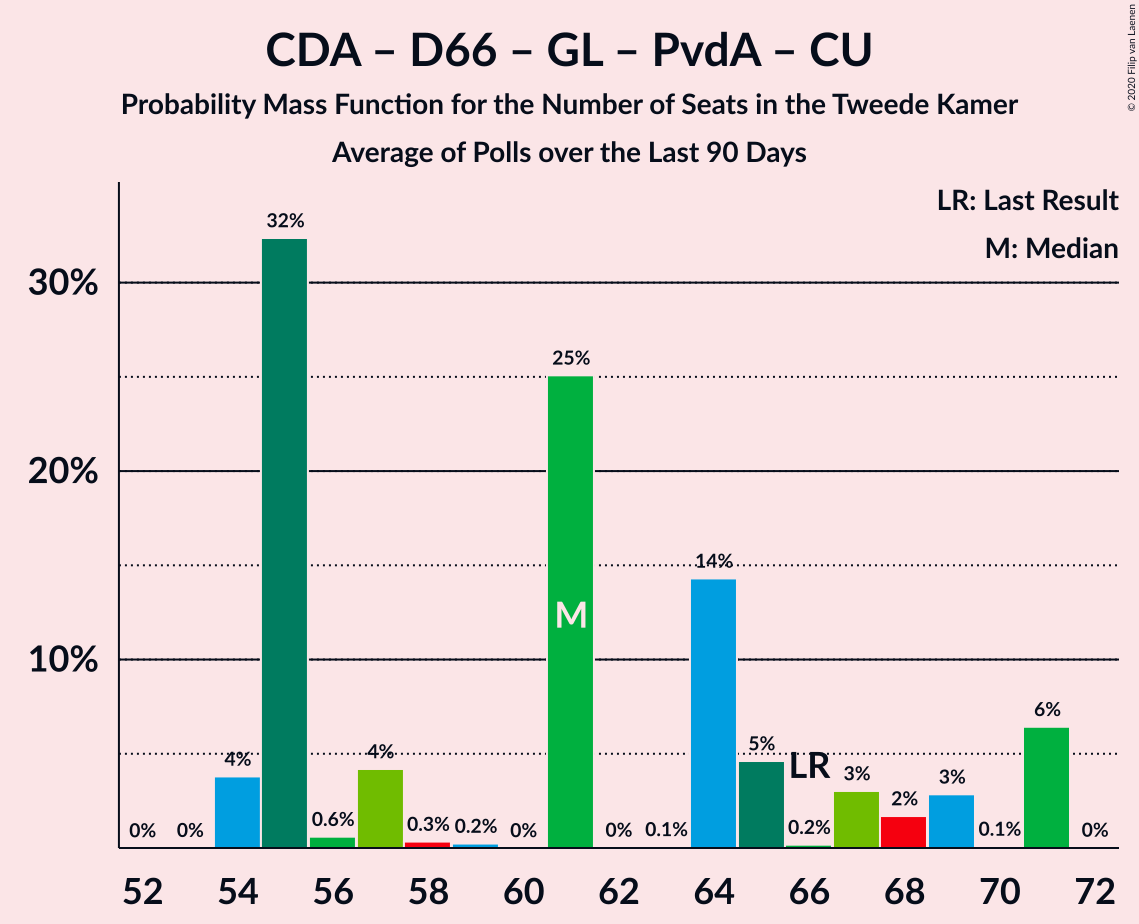 CDA – D66 – GL – PvdA – CU
Probability Mass Function for the Number of Seats in the Tweede Kamer
Average of Polls over the Last 90 Days
© 2020 Filip van Laenen
LR: Last Result
M: Median
30%
20%
10%
0% 0% 4% 32% 0.6% 4% 0.3% 0.2% 0% 25% 0% 0.1% 14% 5% 0.2% 3% 2% 3% 0.1% 6% 0%
M
LR
52 54 56 58 60 62 64 66 68 70 72